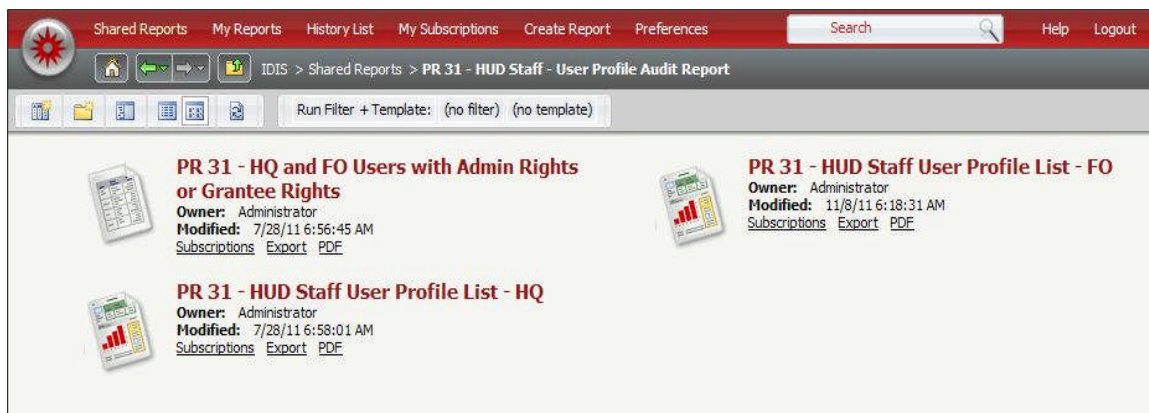 Shared Reports My Reports History List My Subscriptions Create Report Preferences Search Help Logout
IDIS > Shared Reports > PR 31 - HUD Staff - User Profile Audit Report
Run Filter + Template: (no filter) (no template)
PR 31 - HQ and FO Users with Admin Rights
or Grantee Rights
Owner: Administrator
Modified: 7/28/11 6:56:45 AM
Subscriptions Export PDF
PR 31 - HUD Staff User Profile List - FO
Owner: Administrator
Modified: 11/8/11 6:18:31 AM
Subscriptions Export PDF
PR 31 - HUD Staff User Profile List - HQ
Owner: Administrator
Modified: 7/28/11 6:58:01 AM
Subscriptions Export PDF